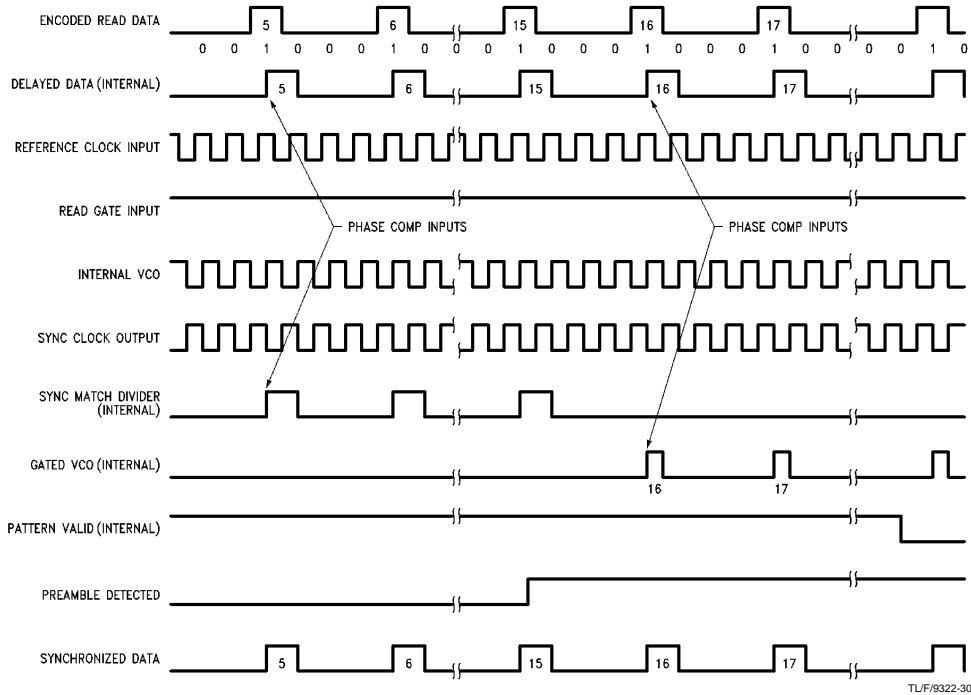 ENCODED READ DATA
5 6 15 16 17
0 0 1 0 0 0 1 0 0 0 0 1 0 0 0 1 0 0 0 1 0 0 0 0 1 0
DELAYED DATA (INTERNAL)
5 6 15 16 17
REFERENCE CLOCK INPUT
READ GATE INPUT
PHASE COMP INPUTS PHASE COMP INPUTS
INTERNAL VCO
SYNC CLOCK OUTPUT
SYNC MATCH DIVIDER
(INTERNAL)
GATED VCO (INTERNAL)
16 17
PATTERN VALID (INTERNAL)
PREAMBLE DETECTED
SYNCHRONIZED DATA
5 6 15 16 17
TL/F/9322-30